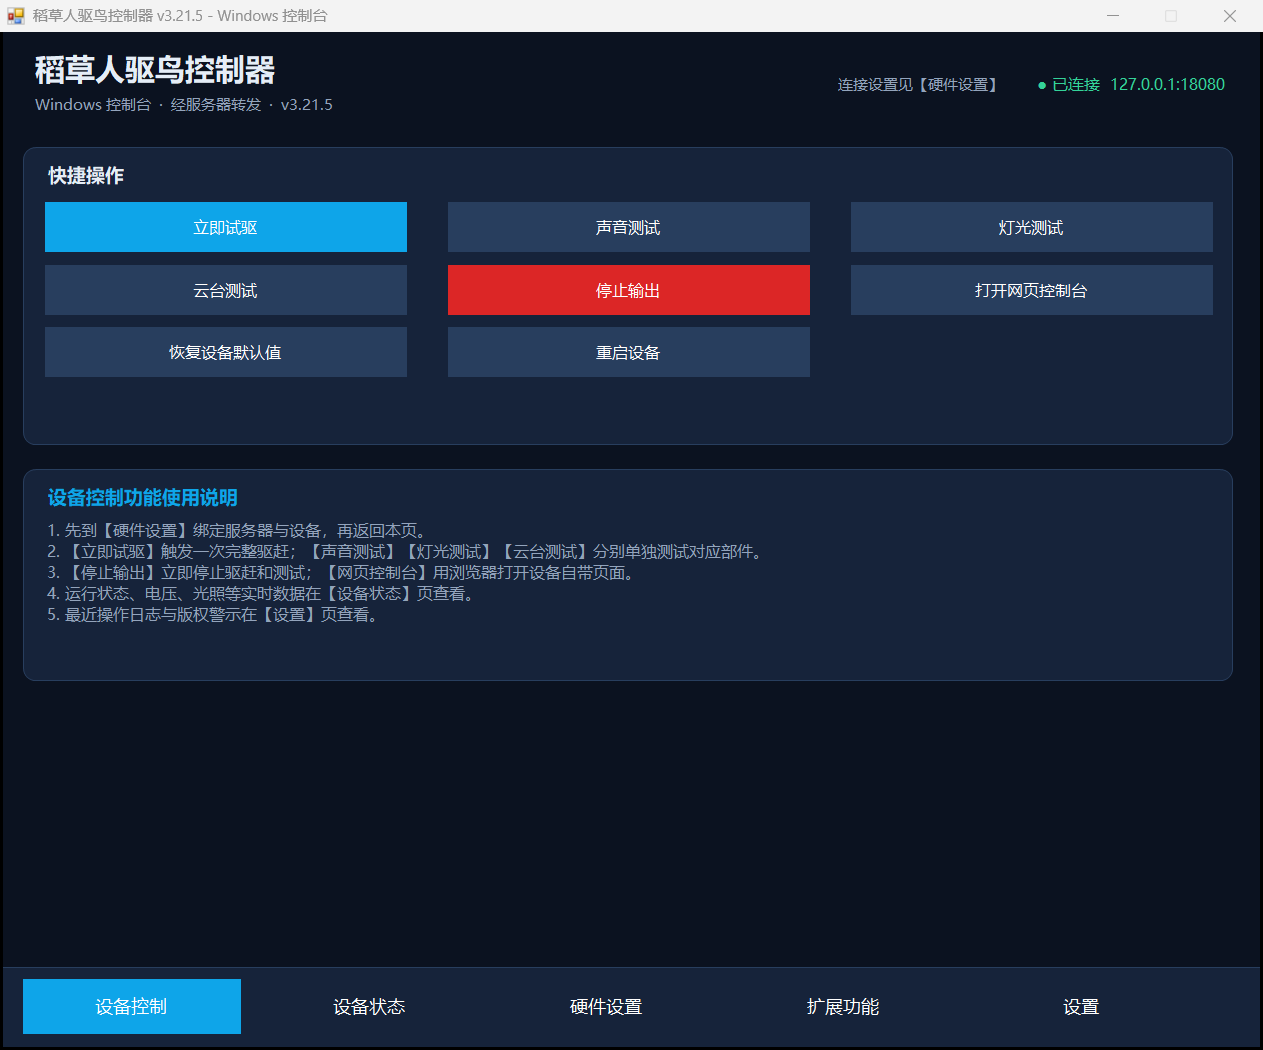 稻草人驱鸟控制器 v3.21.5 - Windows 控制台
稻草人驱鸟控制器
Windows 控制台 · 经服务器转发 · v3.21.5
连接设置见【硬件设置】 ● 已连接 127.0.0.1:18080
快捷操作
立即试驱 声音测试 灯光测试
云台测试 停止输出 打开网页控制台
恢复设备默认值 重启设备
设备控制功能使用说明
1. 先到【硬件设置】绑定服务器与设备，再返回本页。
2. 【立即试驱】触发一次完整驱赶；【声音测试】【灯光测试】【云台测试】分别单独测试对应部件。
3. 【停止输出】立即停止驱赶和测试；【网页控制台】用浏览器打开设备自带页面。
4. 运行状态、电压、光照等实时数据在【设备状态】页查看。
5. 最近操作日志与版权警示在【设置】页查看。
设备控制 设备状态 硬件设置 扩展功能 设置